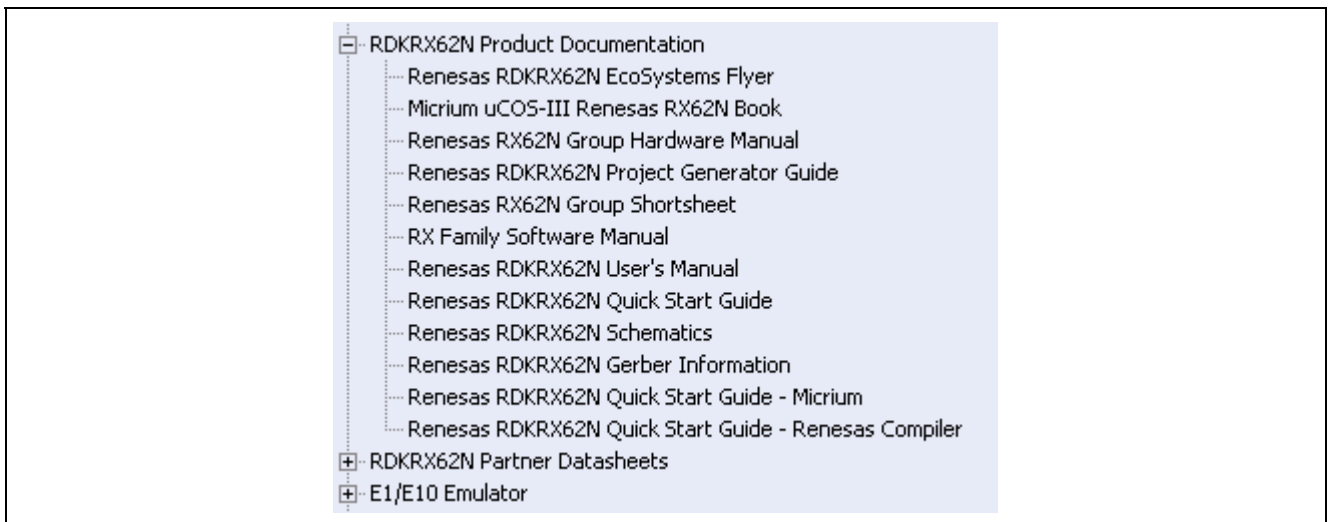 RDKRX62N Product Documentation
Renesas RDKRX62N EcoSystems Flyer
Micrium uCOS-III Renesas RX62N Book
Renesas RX62N Group Hardware Manual
Renesas RDKRX62N Project Generator Guide
Renesas RX62N Group Shortsheet
RX Family Software Manual
Renesas RDKRX62N User's Manual
Renesas RDKRX62N Quick Start Guide
Renesas RDKRX62N Schematics
Renesas RDKRX62N Gerber Information
Renesas RDKRX62N Quick Start Guide - Micrium
Renesas RDKRX62N Quick Start Guide - Renesas Compiler
RDKRX62N Partner Datasheets
E1/E10 Emulator